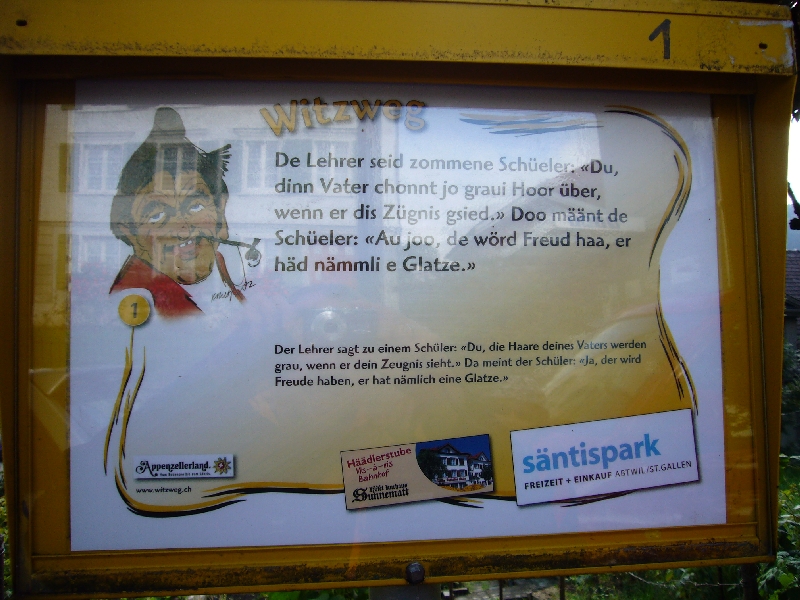 1
Witzweg
De Lehrer seid zommene Schüeler: «Du,
dinn Vater chonnt jo graui Hoor über,
wenn er dis Zügnis gsied.» Doo määnt de
Schüeler: «Au joo, de wörd Freud haa, er
häd nämmli e Glatze.»
1
Der Lehrer sagt zu einem Schüler: «Du, die Haare deines Vaters werden
grau, wenn er dein Zeugnis sieht.» Da meint der Schüler: «Ja, der wird
Freude haben, er hat nämlich eine Glatze.»
Appenzellerland.
www.witzweg.ch
Häädlerstube
Vis-à-vis
Bahnhof
Sunnematt
säntispark
FREIZEIT + EINKAUF ABTWIL/ST.GALLEN